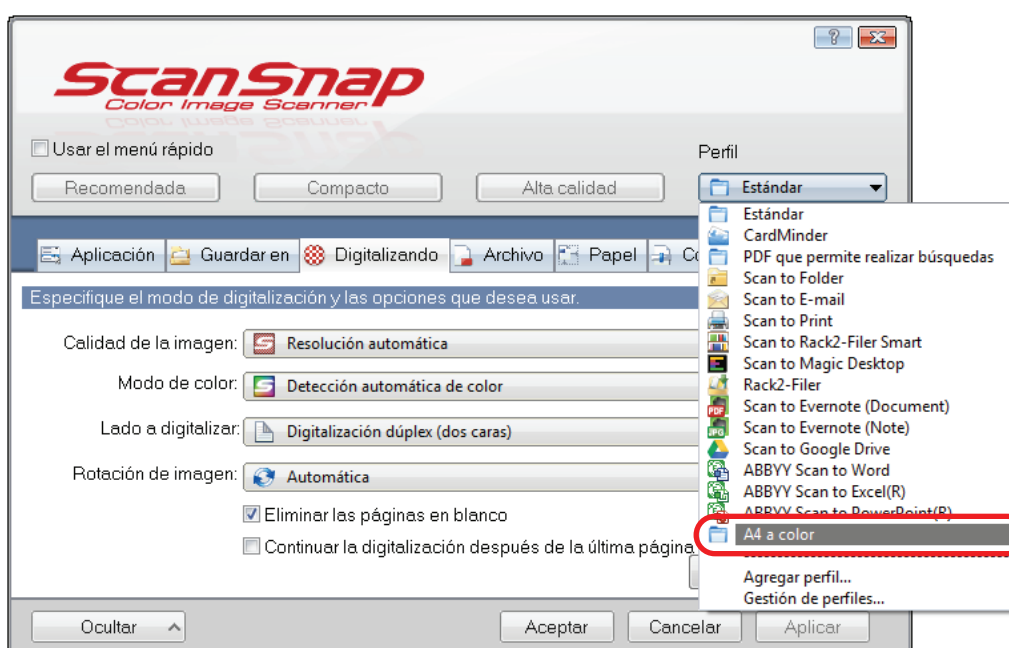 ScanSnap
Color Image Scanner
Usar el menú rápido
Perfil
Recomendada
Compacto
Alta calidad
Estándar
Aplicación
Guardar en
Digitalizando
Archivo
Papel
Especifique el modo de digitalización y las opciones que desea usar.
Calidad de la imagen:
Resolución automática
Modo de color:
Detección automática de color
Lado a digitalizar:
Digitalización dúplex (dos caras)
Rotación de imagen:
Automática
Eliminar las páginas en blanco
Continuar la digitalización después de la última página
Estándar
CardMinder
PDF que permite realizar búsquedas
Scan to Folder
Scan to E-mail
Scan to Print
Scan to Rack2-Filer Smart
Scan to Magic Desktop
Rack2-Filer
Scan to Evernote (Document)
Scan to Evernote (Note)
Scan to Google Drive
ABBYY Scan to Word
ABBYY Scan to Excel(R)
ABBYY Scan to PowerPoint(R)
A4 a color
Agregar perfil...
Gestión de perfiles...
Ocultar
Aceptar
Cancelar
Aplicar